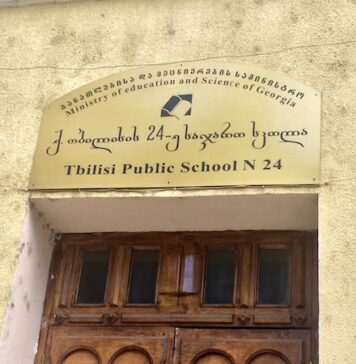 განათლებისა და მეცნიერების სამინისტრო
Ministry of education and Science of Georgia
ქ. თბილისის 24-ე საჯარო სკოლა
Tbilisi Public School N 24